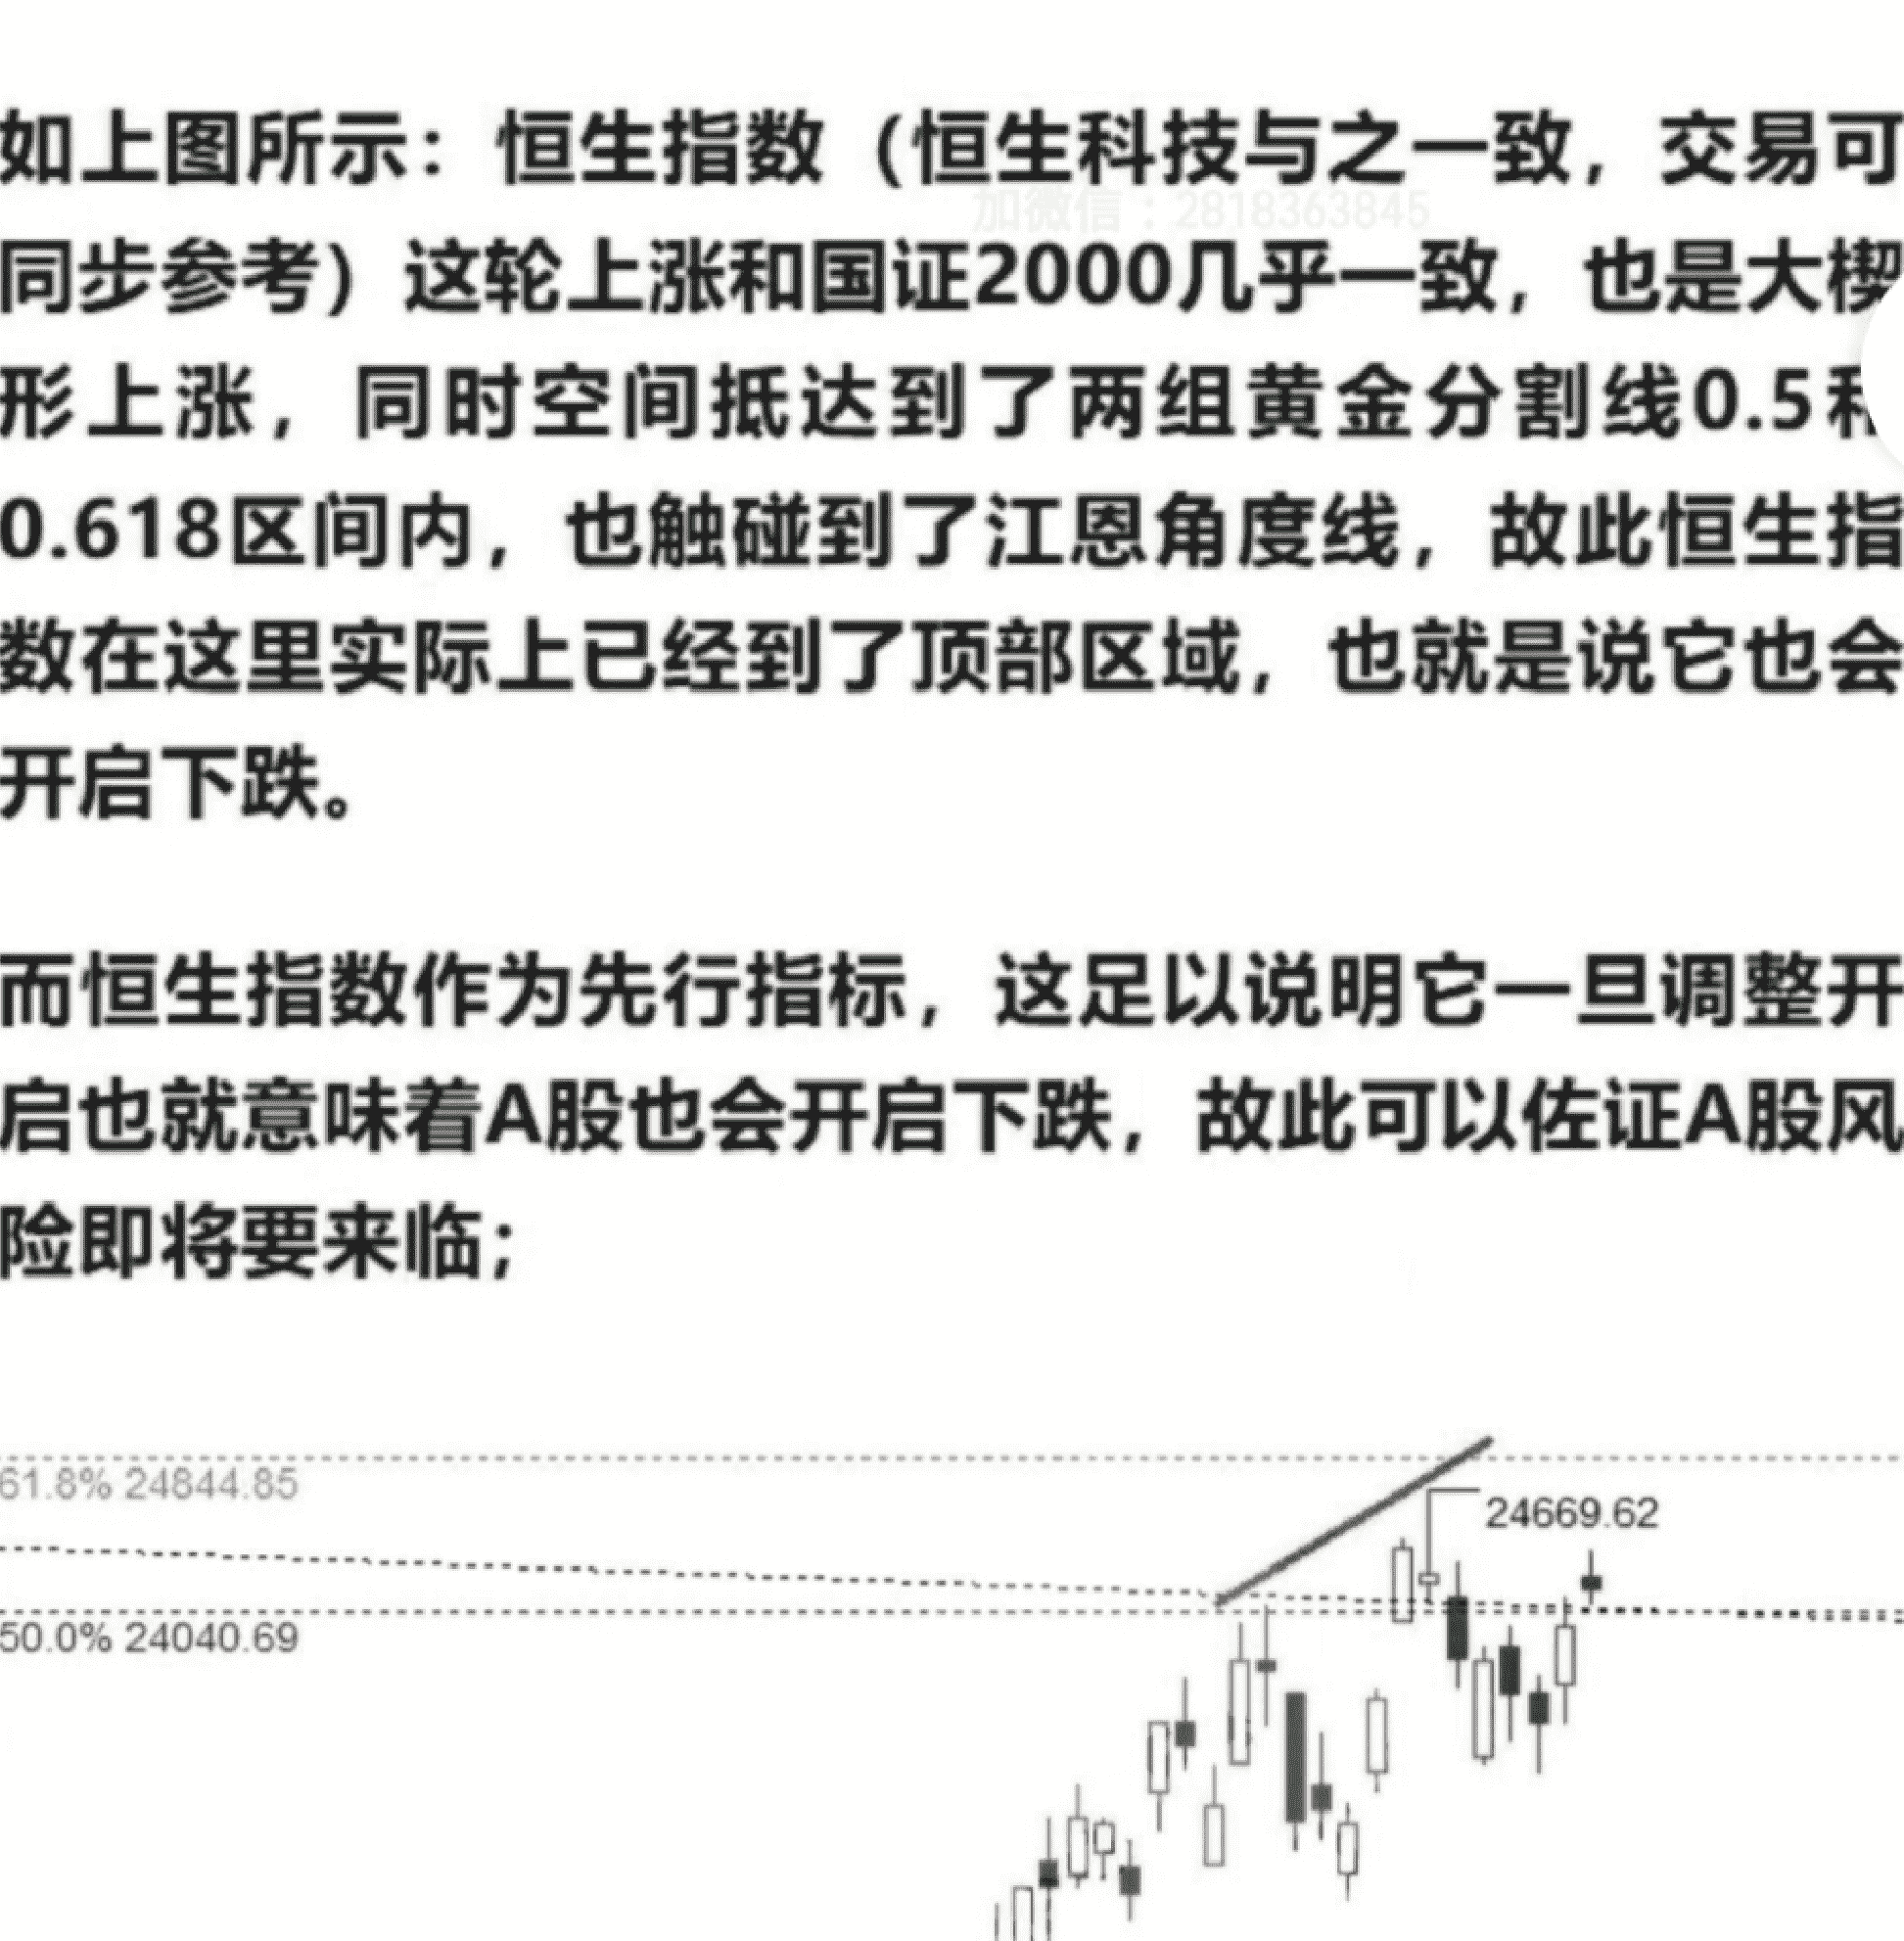 如上图所示：恒生指数（恒生科技与之一致，交易可
加微信：2818363845
同步参考）这轮上涨和国证2000几乎一致，也是大楔
形上涨，同时空间抵达到了两组黄金分割线0.5和
0.618区间内，也触碰到了江恩角度线，故此恒生指
数在这里实际上已经到了顶部区域，也就是说它也会
开启下跌。
而恒生指数作为先行指标，这足以说明它一旦调整开
启也就意味着A股也会开启下跌，故此可以佐证A股风
险即将要来临；
61.8% 24844.85
24669.62
50.0% 24040.69